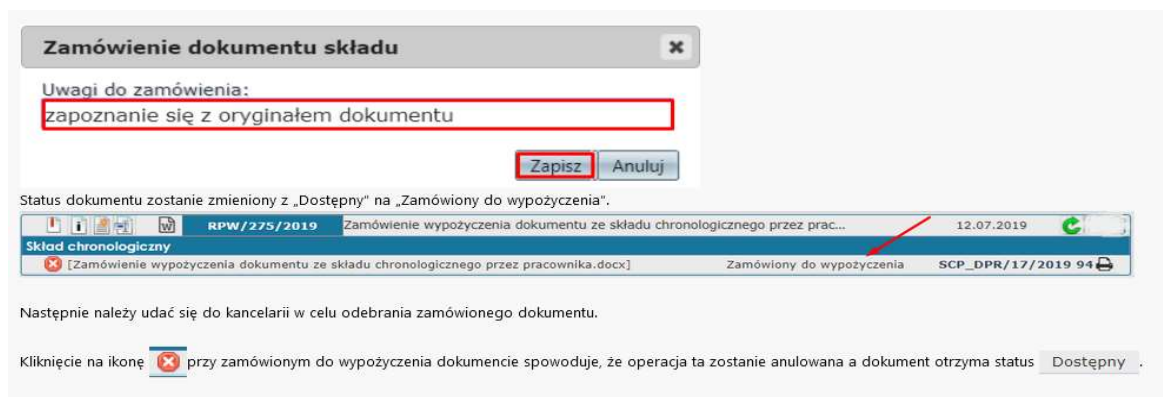 Zamówienie dokumentu składu
Uwagi do zamówienia:
zapoznanie się z oryginałem dokumentu
Zapisz Anuluj
Status dokumentu zostanie zmieniony z „Dostępny” na „Zamówiony do wypożyczenia”.
RPW/275/2019 Zamówienie wypożyczenia dokumentu ze składu chronologicznego przez prac... 12.07.2019
Skład chronologiczny
[Zamówienie wypożyczenia dokumentu ze składu chronologicznego przez pracownika.docx] Zamówiony do wypożyczenia SCP_DPR/17/2019 94
Następnie należy udać się do kancelarii w celu odebrania zamówionego dokumentu.
Kliknięcie na ikonę przy zamówionym do wypożyczenia dokumencie spowoduje, że operacja ta zostanie anulowana a dokument otrzyma status Dostępny .